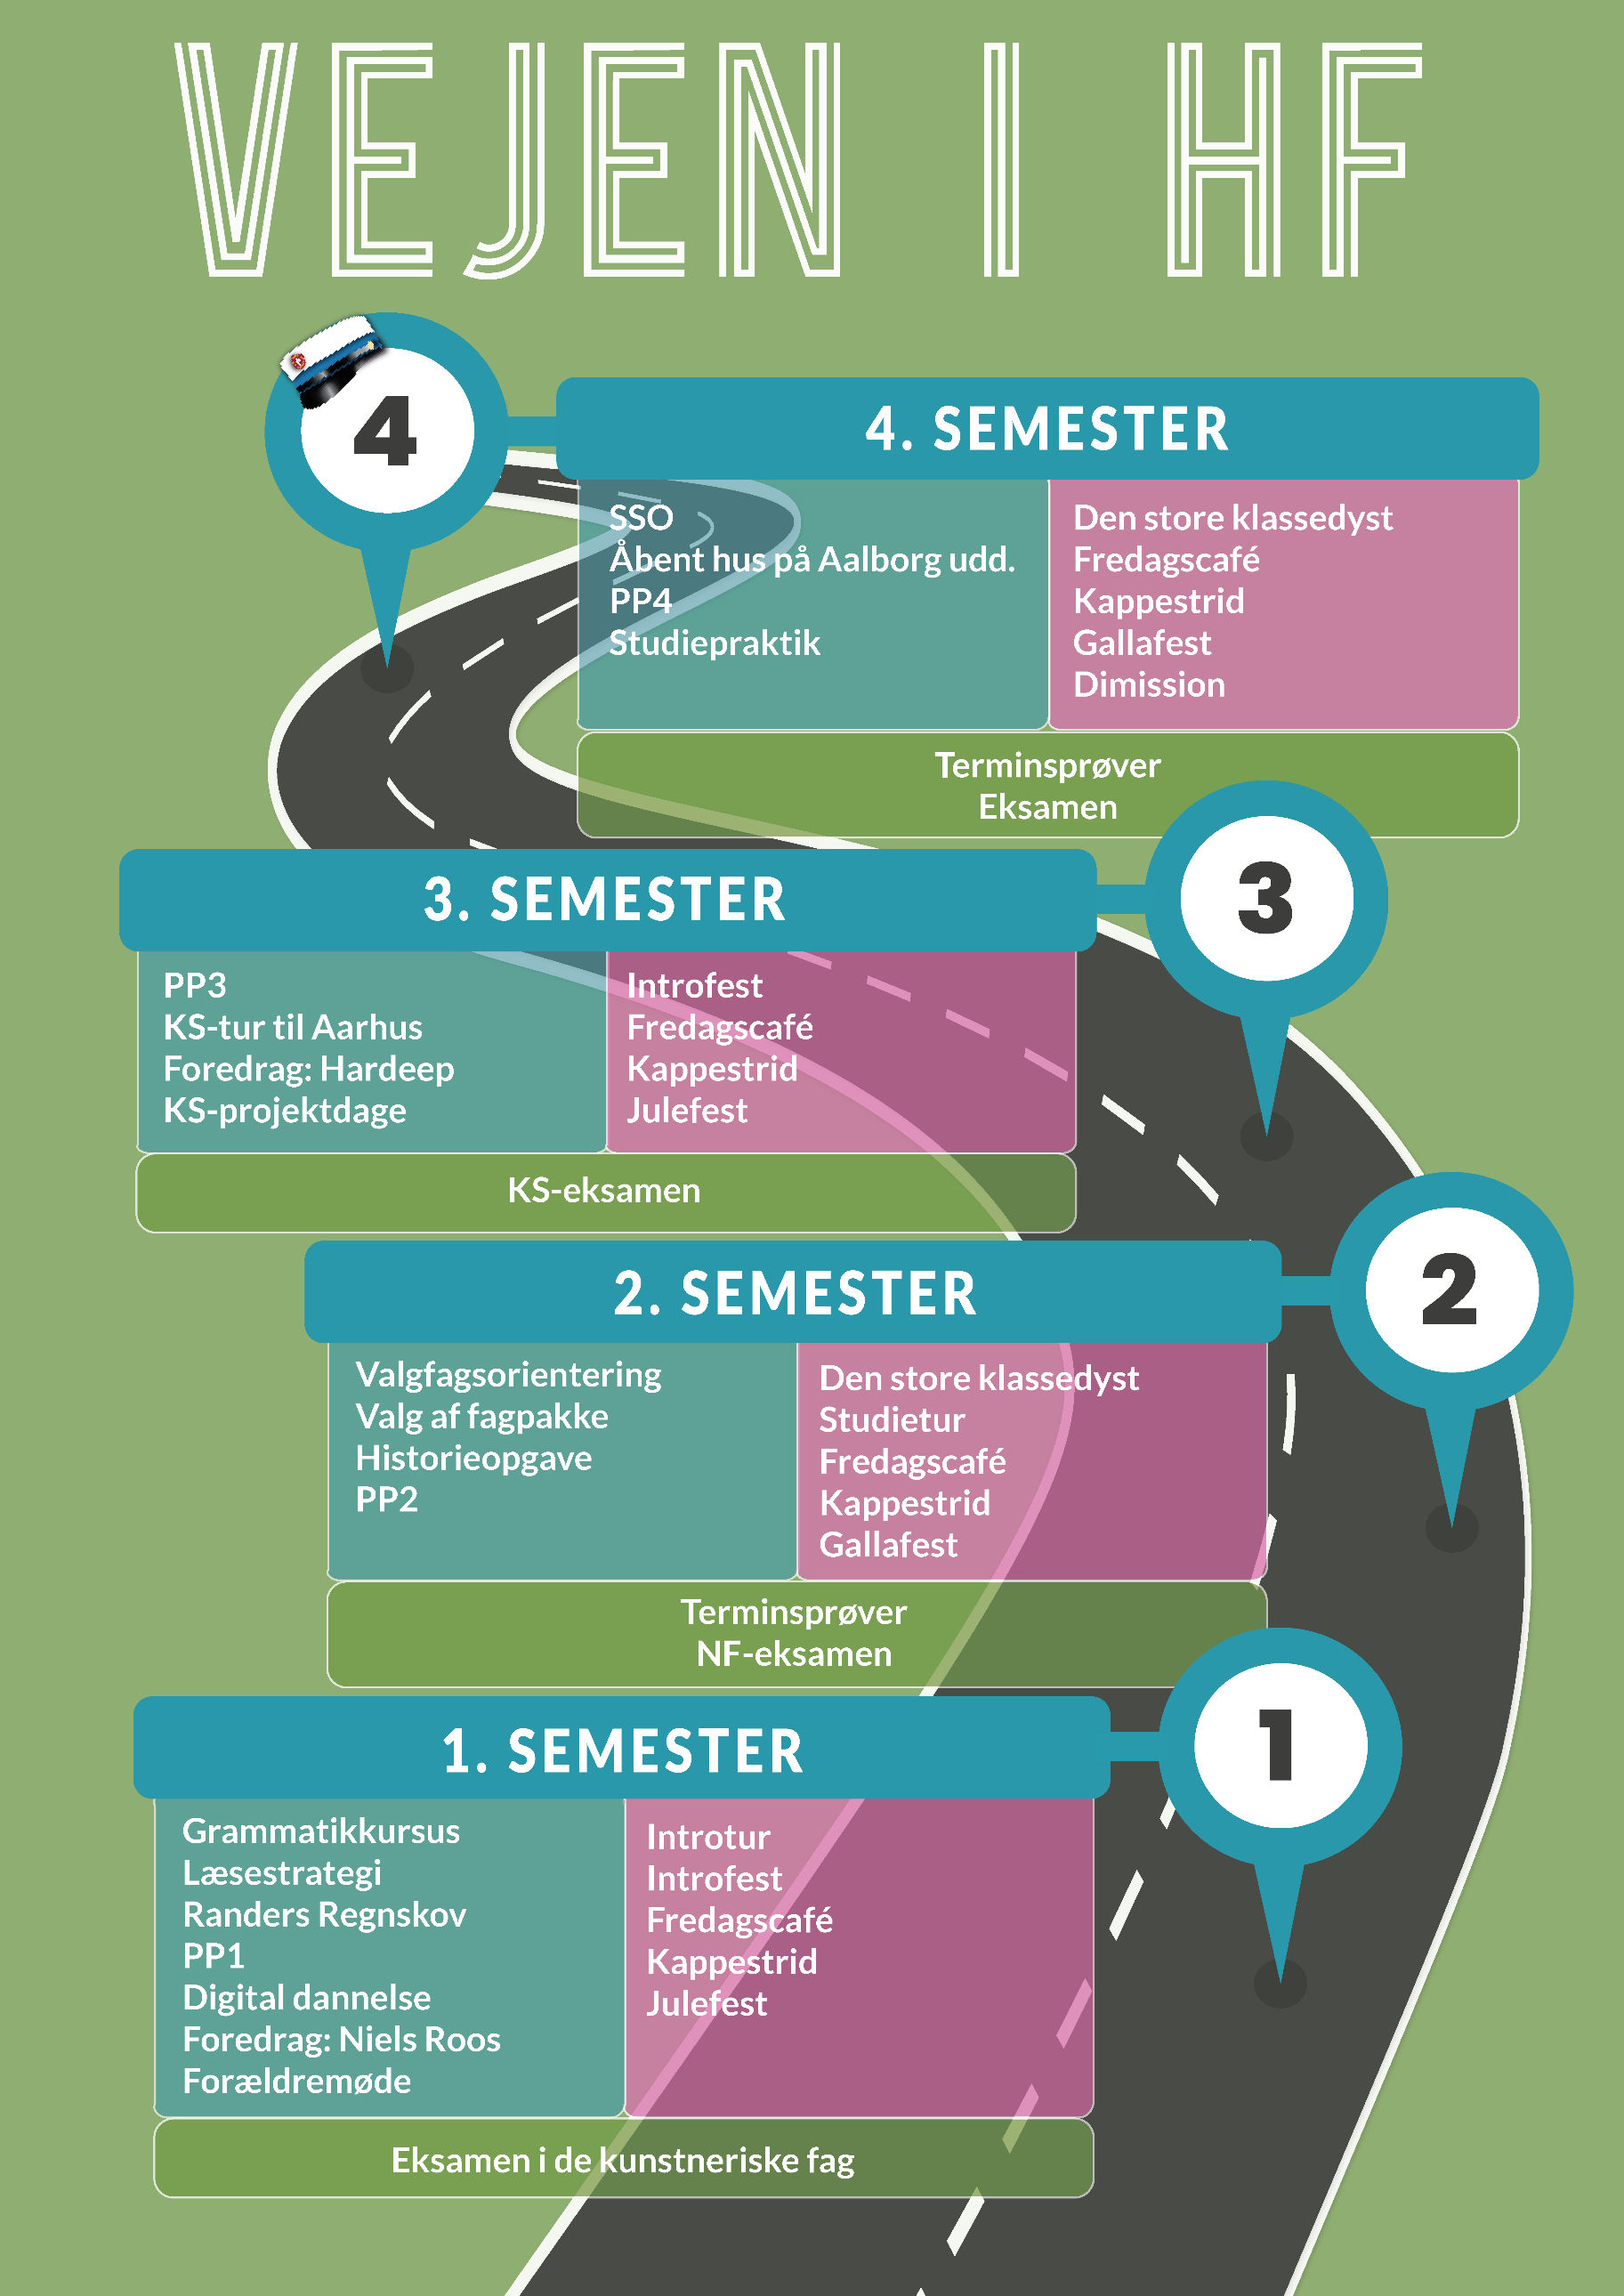 VEJEN I HF
4
4. SEMESTER
SSO
Åbent hus på Aalborg udd.
PP4
Studiepraktik
Den store klassedyst
Fredagscafé
Kappestrid
Gallafest
Dimission
Terminsprøver
Eksamen
3. SEMESTER
3
PP3
KS-tur til Aarhus
Foredrag: Hardeep
KS-projektdage
Introfest
Fredagscafé
Kappestrid
Julefest
KS-eksamen
2. SEMESTER
2
Valgfagsorientering
Valg af fagpakke
Historieopgave
PP2
Den store klassedyst
Studietur
Fredagscafé
Kappestrid
Gallafest
Terminsprøver
NF-eksamen
1. SEMESTER
1
Grammatikkursus
Læsestrategi
Randers Regnskov
PP1
Digital dannelse
Foredrag: Niels Roos
Forældremøde
Introtur
Introfest
Fredagscafé
Kappestrid
Julefest
Eksamen i de kunstneriske fag